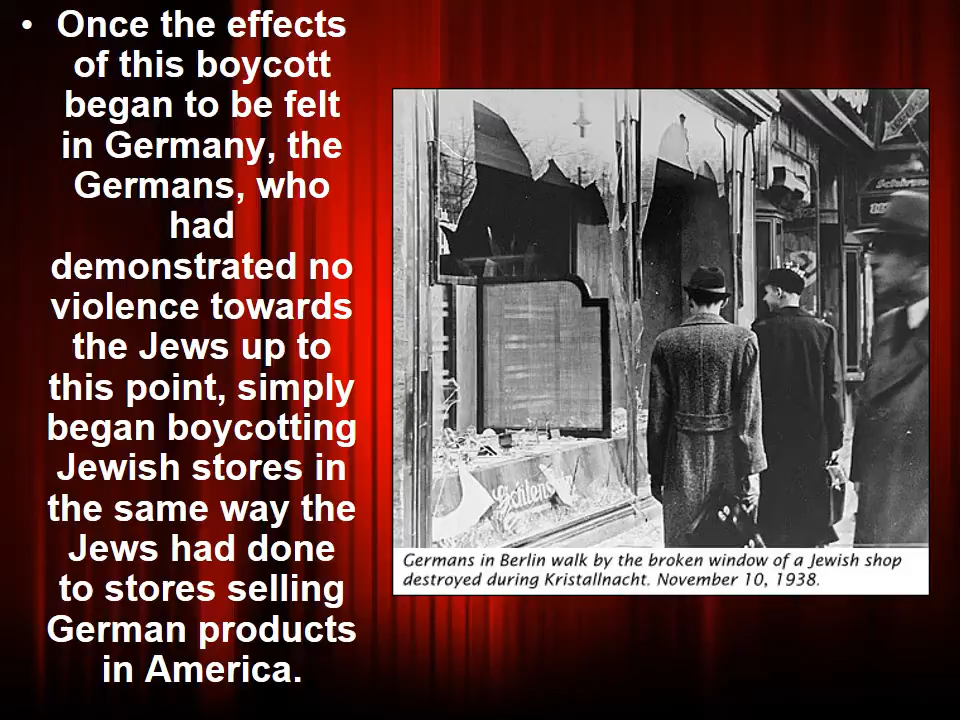 • Once the effects
of this boycott
began to be felt
in Germany, the
Germans, who
had
demonstrated no
violence towards
the Jews up to
this point, simply
began boycotting
Jewish stores in
the same way the
Jews had done
to stores selling
German products
in America.
Germans in Berlin walk by the broken window of a Jewish shop
destroyed during Kristallnacht. November 10, 1938.